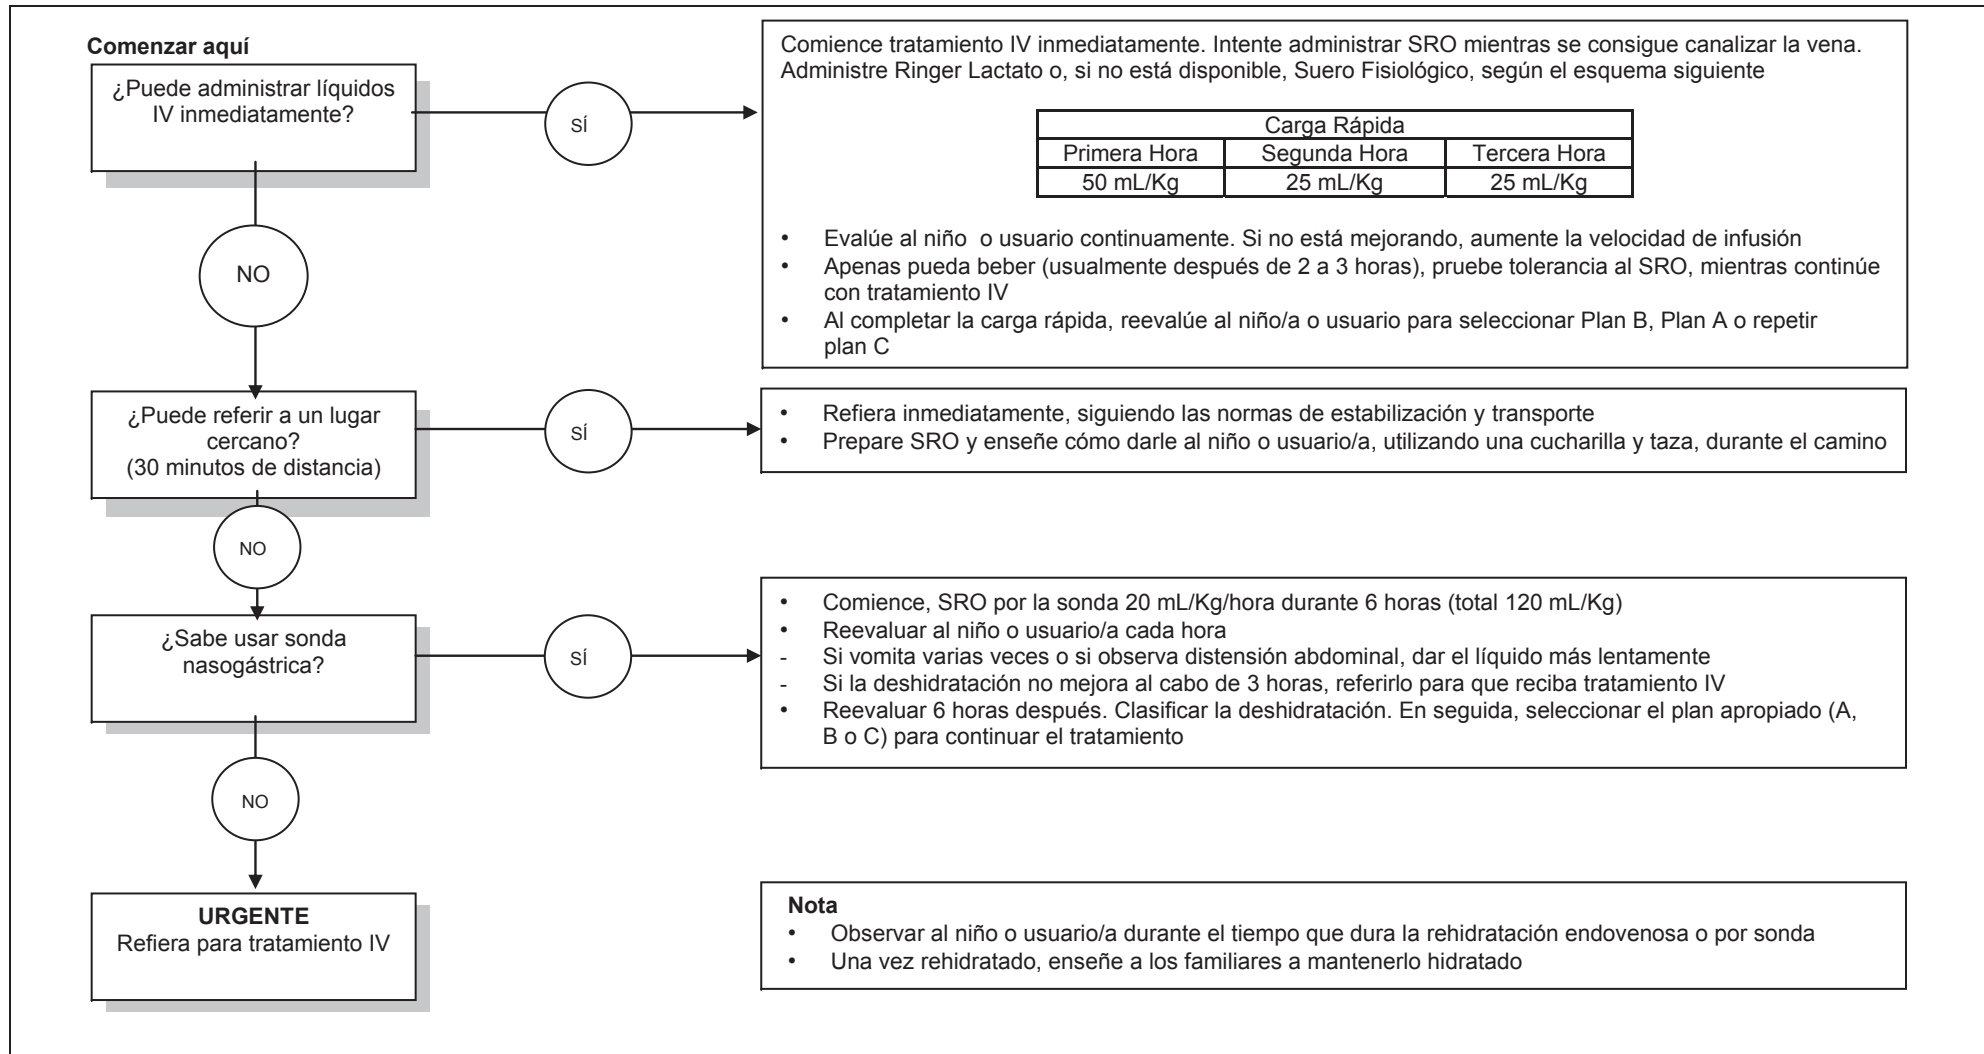 Comenzar aquí
¿Puede administrar líquidos
IV inmediatamente?
SÍ
Comience tratamiento IV inmediatamente. Intente administrar SRO mientras se consigue canalizar la vena.
Administre Ringer Lactato o, si no está disponible, Suero Fisiológico, según el esquema siguiente
Carga Rápida
Primera Hora Segunda Hora Tercera Hora
50 mL/Kg 25 mL/Kg 25 mL/Kg
• Evalúe al niño o usuario continuamente. Si no está mejorando, aumente la velocidad de infusión
• Apenas pueda beber (usualmente después de 2 a 3 horas), pruebe tolerancia al SRO, mientras continúe
con tratamiento IV
• Al completar la carga rápida, reevalúe al niño/a o usuario para seleccionar Plan B, Plan A o repetir
plan C
NO
¿Puede referir a un lugar
cercano?
(30 minutos de distancia)
SÍ
• Refiera inmediatamente, siguiendo las normas de estabilización y transporte
• Prepare SRO y enseñe cómo darle al niño o usuario/a, utilizando una cucharilla y taza, durante el camino
NO
¿Sabe usar sonda
nasogástrica?
SÍ
• Comience, SRO por la sonda 20 mL/Kg/hora durante 6 horas (total 120 mL/Kg)
• Reevaluar al niño o usuario/a cada hora
- Si vomita varias veces o si observa distensión abdominal, dar el líquido más lentamente
- Si la deshidratación no mejora al cabo de 3 horas, referirlo para que reciba tratamiento IV
• Reevaluar 6 horas después. Clasificar la deshidratación. En seguida, seleccionar el plan apropiado (A,
B o C) para continuar el tratamiento
NO
URGENTE
Refiera para tratamiento IV
Nota
• Observar al niño o usuario/a durante el tiempo que dura la rehidratación endovenosa o por sonda
• Una vez rehidratado, enseñe a los familiares a mantenerlo hidratado